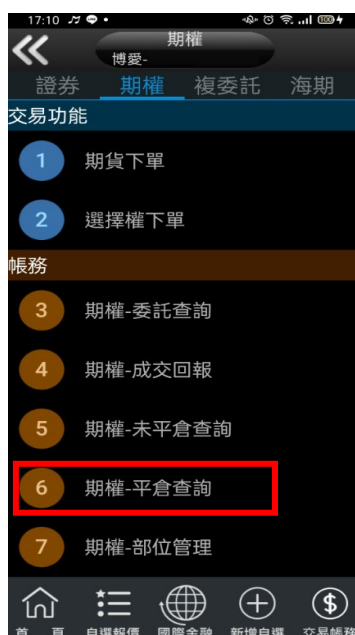 17:10
100
期權
博愛-
證券 期權 複委託 海期
交易功能
1 期貨下單
2 選擇權下單
帳務
3 期權-委託查詢
4 期權-成交回報
5 期權-未平倉查詢
6 期權-平倉查詢
7 期權-部位管理
首 頁 自選報價 國際金融 新增自選 交易帳務